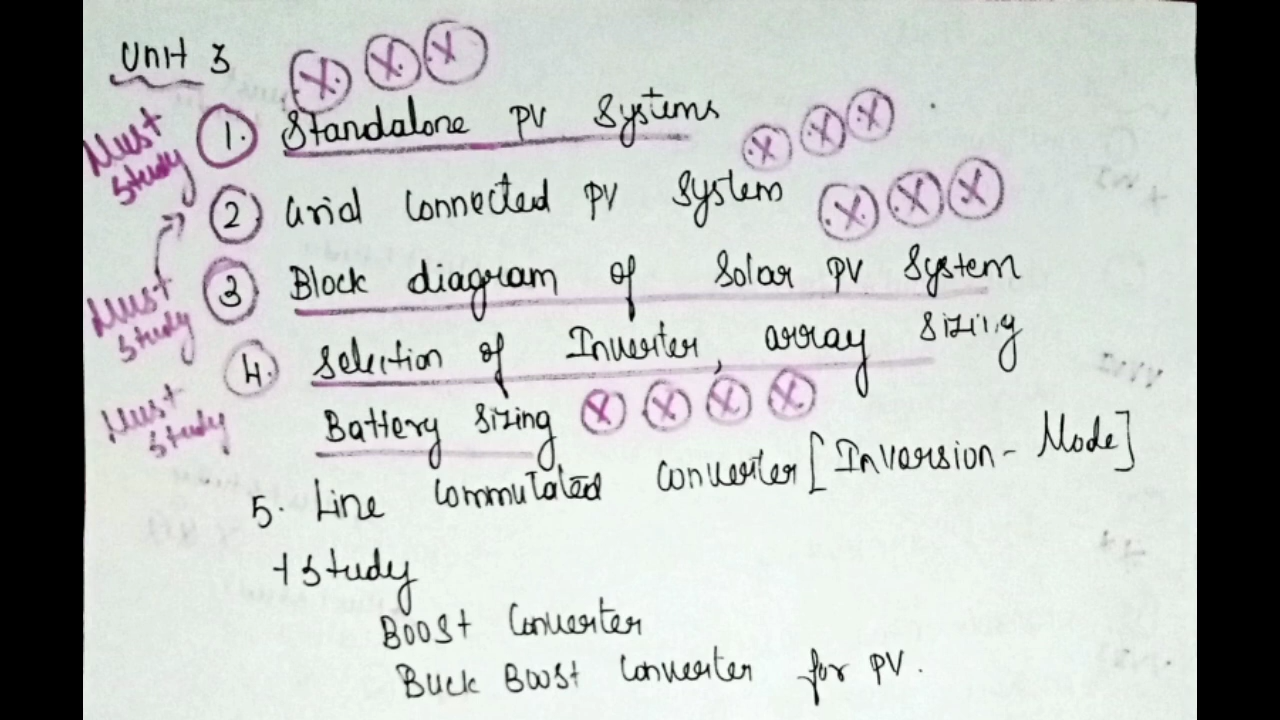 Unit 3
X X X
Must Study 1. Standalone PV Systems
X X X
2 Grid Connected PV System
X X X
Must Study 3 Block diagram of Solar PV System
Must Study 4. Selection of Inverter, array Sizing
Battery Sizing X X X X
5. Line Commutated Converter [Inversion-Mode]
+ Study
Boost Converter
Buck Boost Converter for PV.